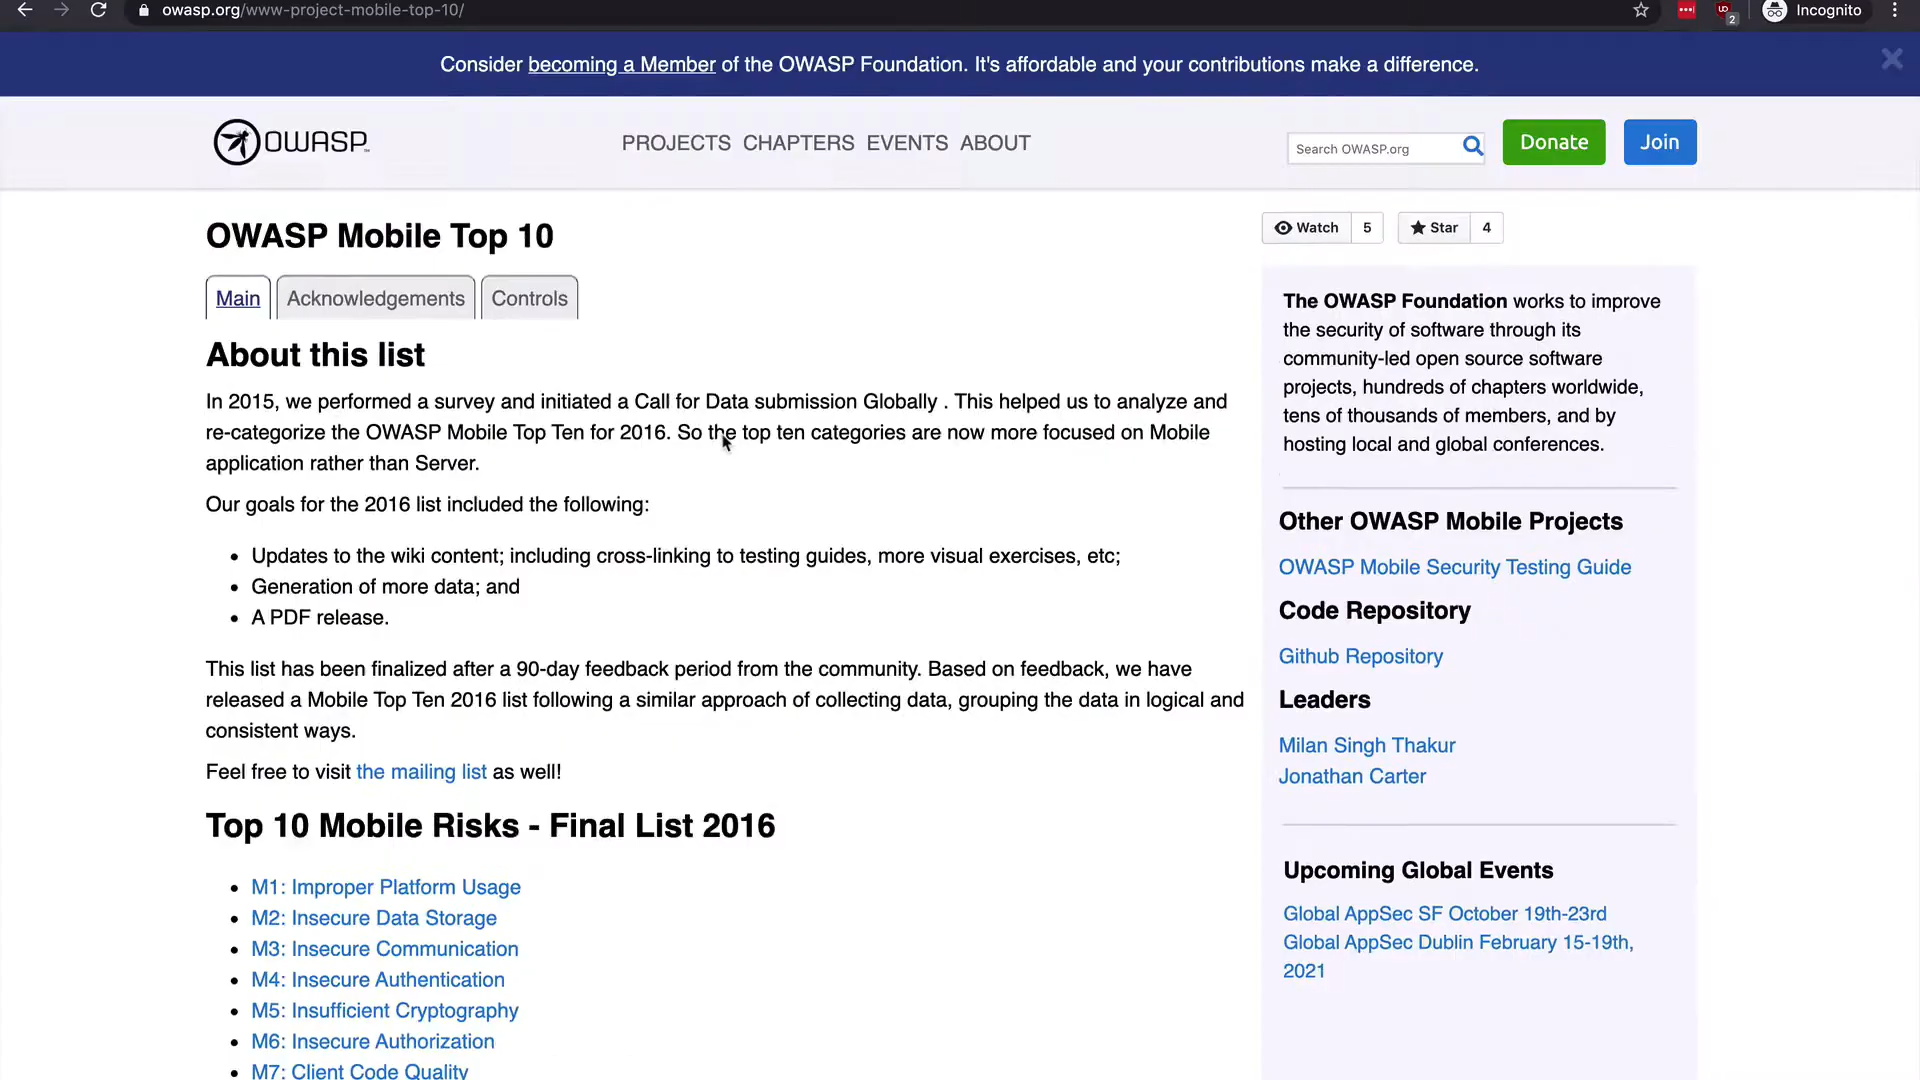 owasp.org/www-project-mobile-top-10/
2
Incognito
Consider becoming a Member of the OWASP Foundation. It's affordable and your contributions make a difference.
OWASP
PROJECTS CHAPTERS EVENTS ABOUT
Search OWASP.org
Donate
Join
OWASP Mobile Top 10
Watch 5
Star 4
Main
Acknowledgements
Controls
About this list
In 2015, we performed a survey and initiated a Call for Data submission Globally . This helped us to analyze and
re-categorize the OWASP Mobile Top Ten for 2016. So the top ten categories are now more focused on Mobile
application rather than Server.
Our goals for the 2016 list included the following:
• Updates to the wiki content; including cross-linking to testing guides, more visual exercises, etc;
• Generation of more data; and
• A PDF release.
This list has been finalized after a 90-day feedback period from the community. Based on feedback, we have
released a Mobile Top Ten 2016 list following a similar approach of collecting data, grouping the data in logical and
consistent ways.
Feel free to visit the mailing list as well!
Top 10 Mobile Risks - Final List 2016
• M1: Improper Platform Usage
• M2: Insecure Data Storage
• M3: Insecure Communication
• M4: Insecure Authentication
• M5: Insufficient Cryptography
• M6: Insecure Authorization
• M7: Client Code Quality
The OWASP Foundation works to improve
the security of software through its
community-led open source software
projects, hundreds of chapters worldwide,
tens of thousands of members, and by
hosting local and global conferences.
Other OWASP Mobile Projects
OWASP Mobile Security Testing Guide
Code Repository
Github Repository
Leaders
Milan Singh Thakur
Jonathan Carter
Upcoming Global Events
Global AppSec SF October 19th-23rd
Global AppSec Dublin February 15-19th,
2021